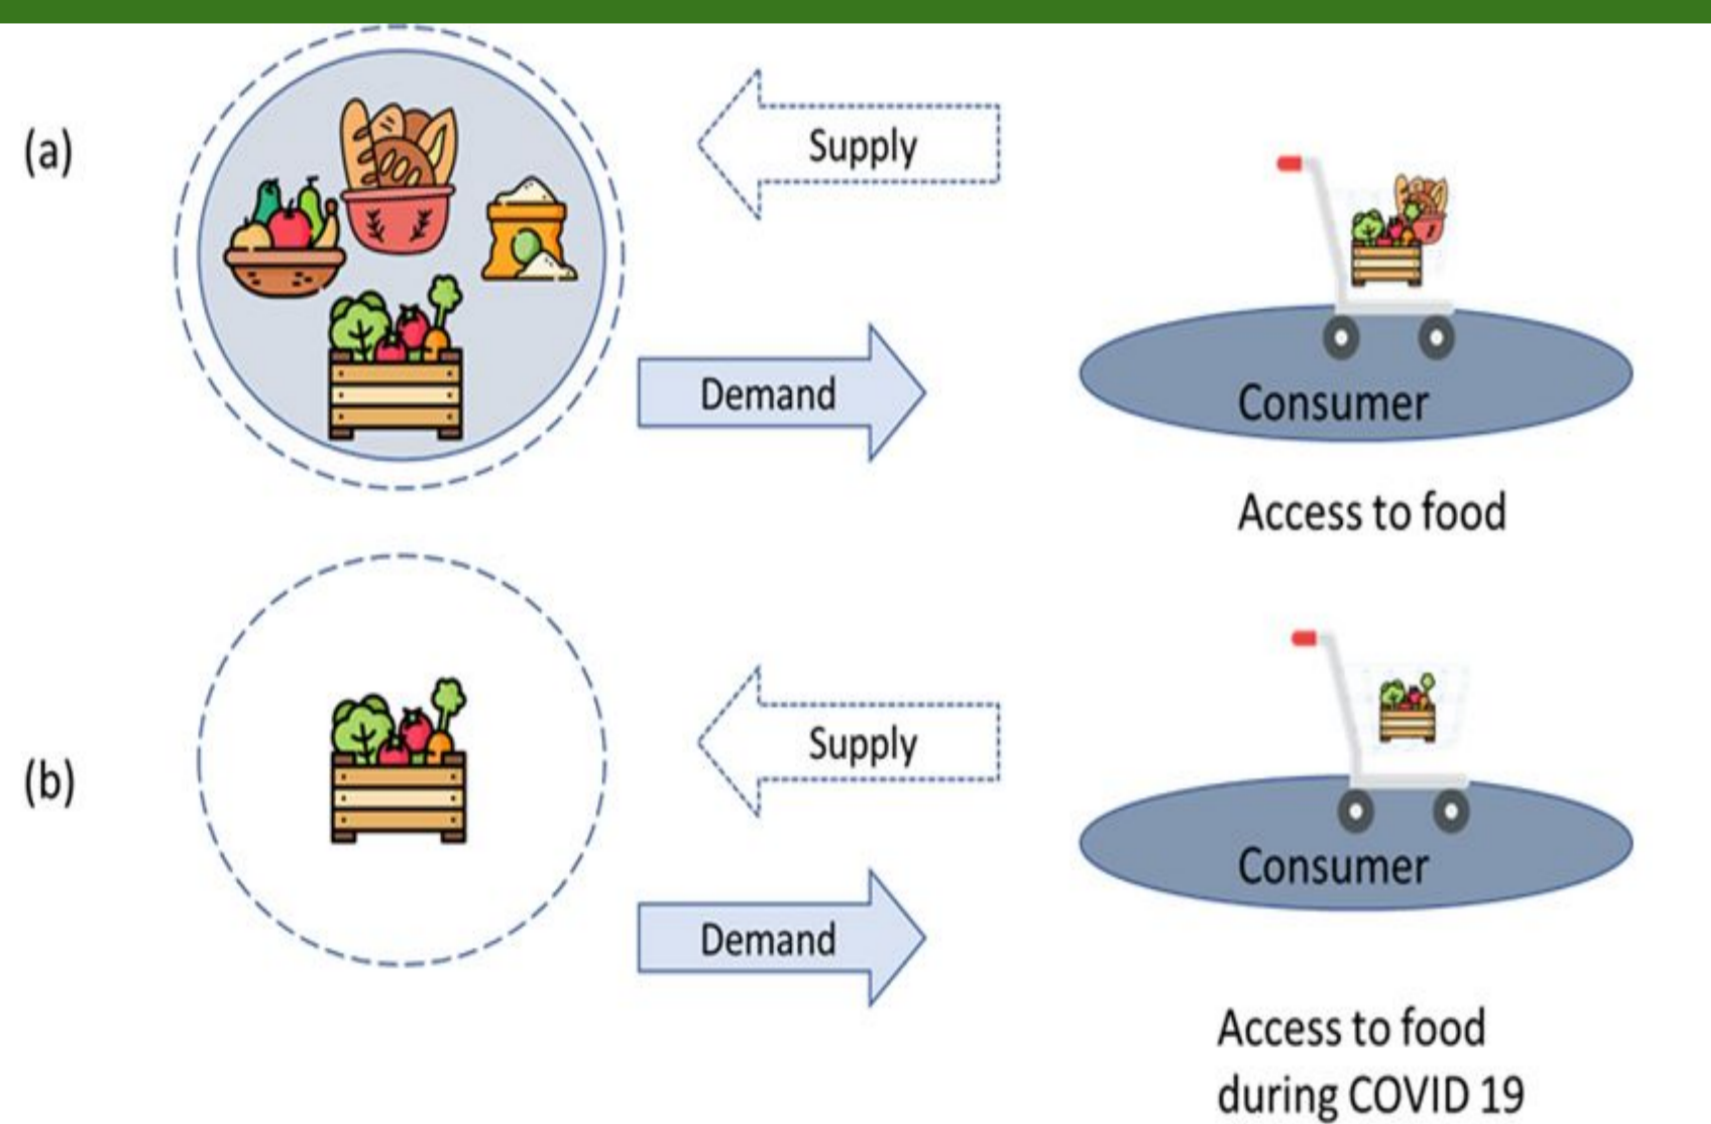 (a)
Supply
Demand
Consumer
Access to food
(b)
Supply
Demand
Consumer
Access to food
during COVID 19